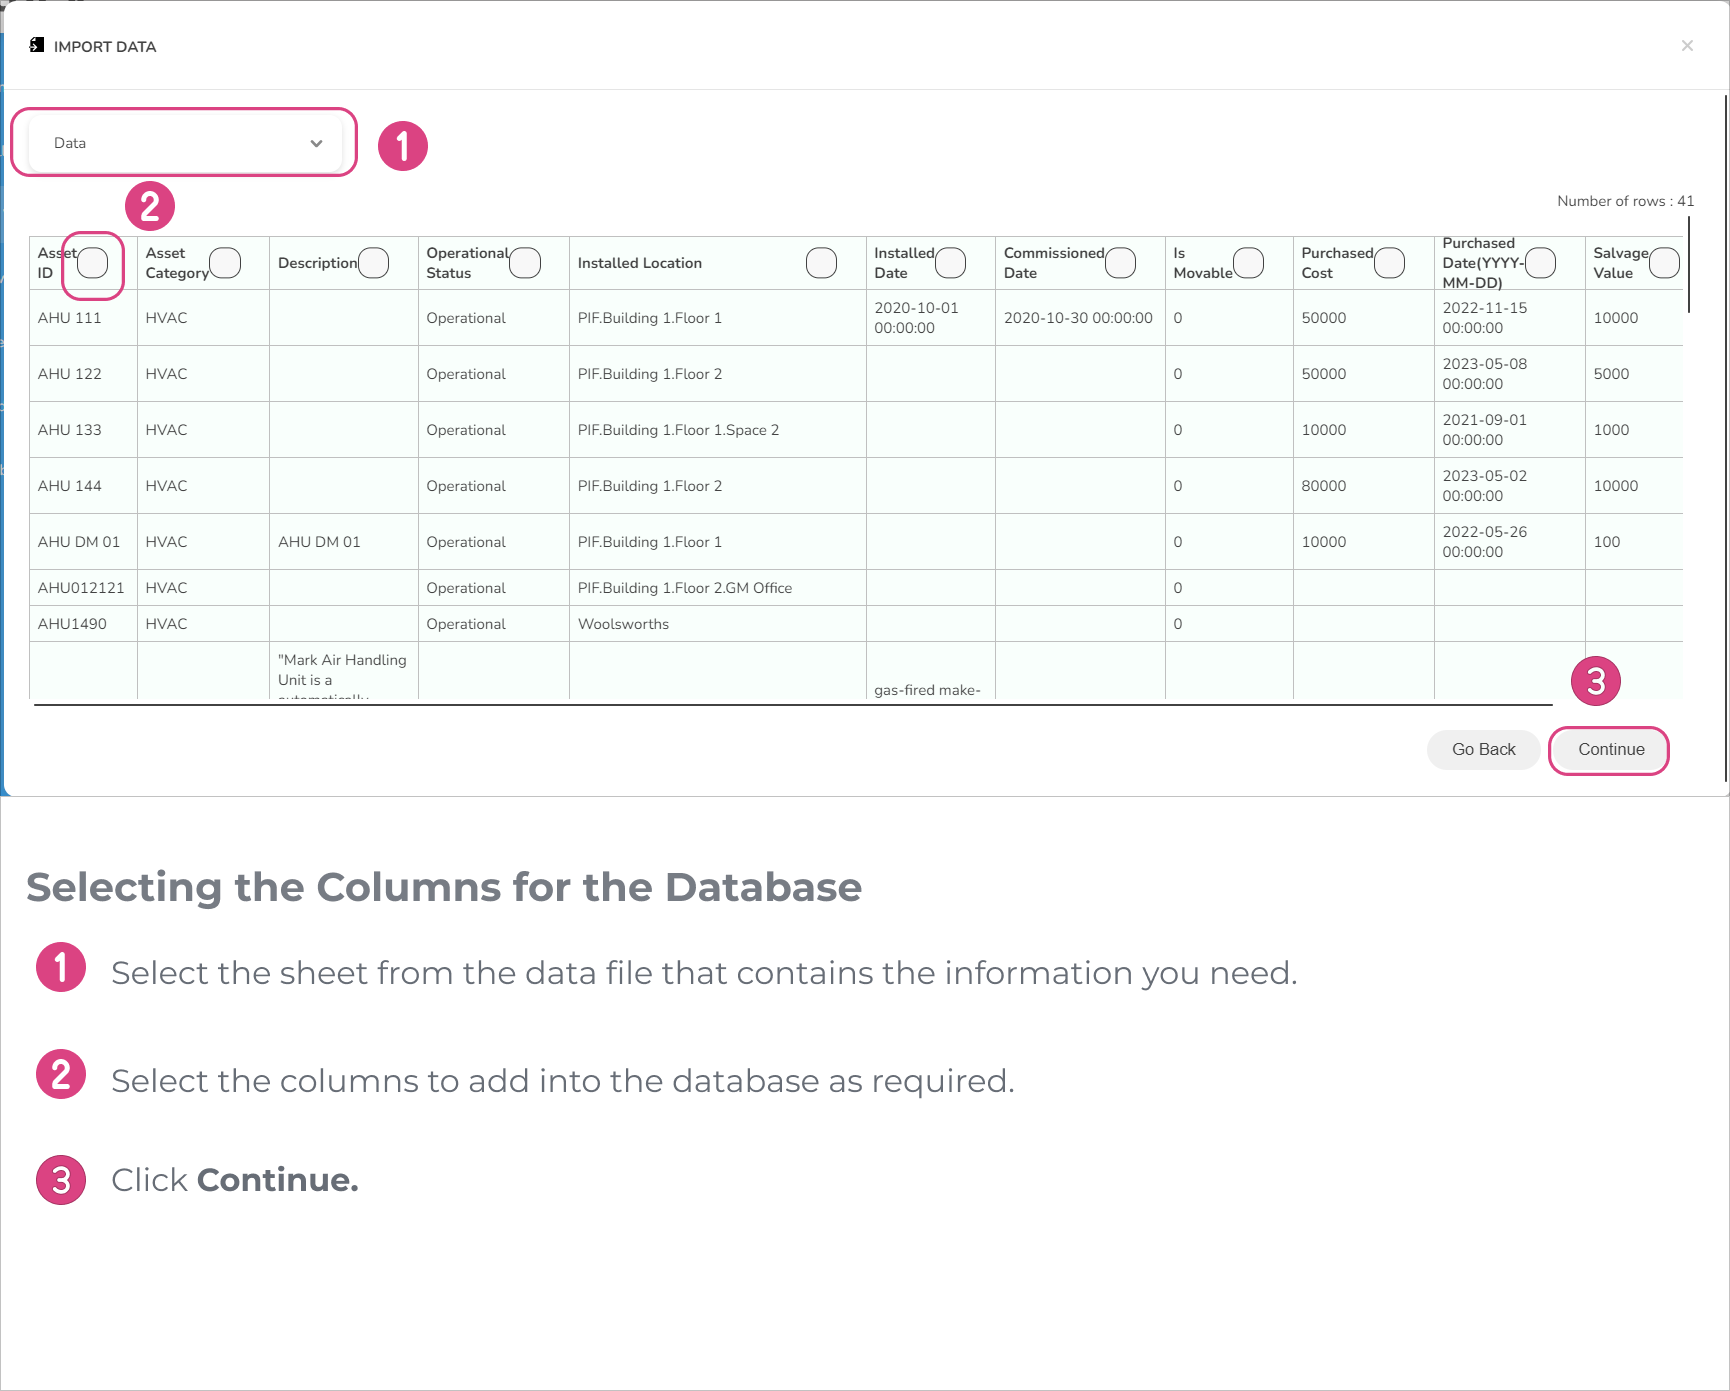 IMPORT DATA
×
Data
1
2
Number of rows : 41
Asset ID
Asset Category
Description
Operational Status
Installed Location
Installed Date
Commissioned Date
Is Movable
Purchased Cost
Purchased Date(YYYY-MM-DD)
Salvage Value
AHU 111 HVAC Operational PIF.Building 1.Floor 1 2020-10-01 00:00:00 2020-10-30 00:00:00 0 50000 2022-11-15 00:00:00 10000
AHU 122 HVAC Operational PIF.Building 1.Floor 2 0 50000 2023-05-08 00:00:00 5000
AHU 133 HVAC Operational PIF.Building 1.Floor 1.Space 2 0 10000 2021-09-01 00:00:00 1000
AHU 144 HVAC Operational PIF.Building 1.Floor 2 0 80000 2023-05-02 00:00:00 10000
AHU DM 01 HVAC AHU DM 01 Operational PIF.Building 1.Floor 1 0 10000 2022-05-26 00:00:00 100
AHU012121 HVAC Operational PIF.Building 1.Floor 2.GM Office 0
AHU1490 HVAC Operational Woolsworths 0
"Mark Air Handling
Unit is a
automatically
gas-fired make-
3
Go Back
Continue
Selecting the Columns for the Database
1 Select the sheet from the data file that contains the information you need.
2 Select the columns to add into the database as required.
3 Click Continue.